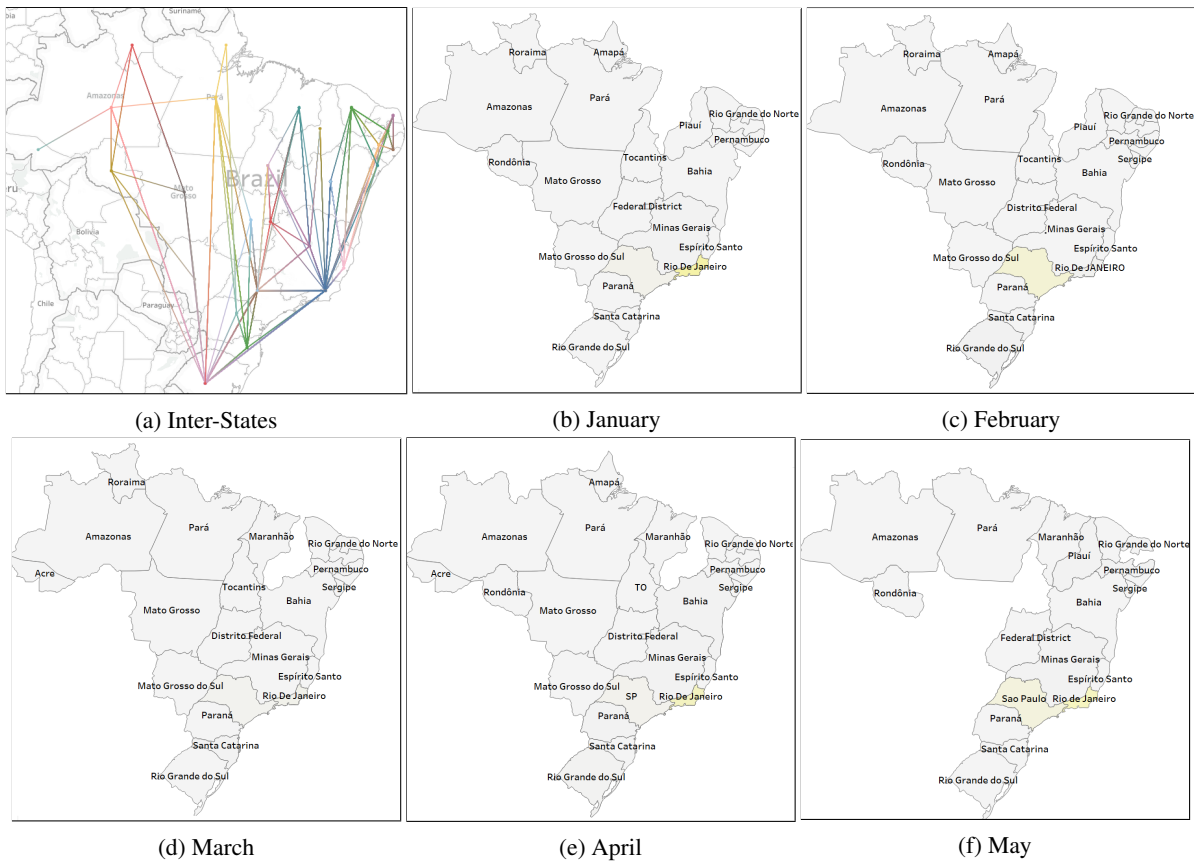 Suriname
Amazonas
Pará
Brazil
Mato
Grosso
Bolivia
Paraguay
Chile
(a) Inter-States
Roraima
Amapá
Amazonas
Pará
Rio Grande do Norte
Piauí
Pernambuco
Rondônia
Tocantins
Mato Grosso
Bahia
Federal District
Minas Gerais
Espírito Santo
Mato Grosso do Sul
Rio De Janeiro
Paraná
Santa Catarina
Rio Grande do Sul
(b) January
Roraima
Amapá
Amazonas
Pará
Rio Grande do Norte
Piauí
Pernambuco
Sergipe
Rondônia
Tocantins
Bahia
Mato Grosso
Distrito Federal
Minas Gerais
Espírito Santo
Mato Grosso do Sul
Rio De JANEIRO
Paraná
Santa Catarina
Rio Grande do Sul
(c) February
Roraima
Amazonas
Pará
Maranhão
Rio Grande do Norte
Pernambuco
Acre
Tocantins
Sergipe
Bahia
Mato Grosso
Distrito Federal
Minas Gerais
Espírito Santo
Mato Grosso do Sul
Rio De Janeiro
Paraná
Santa Catarina
Rio Grande do Sul
(d) March
Amapá
Amazonas
Pará
Maranhão
Rio Grande do Norte
Pernambuco
Acre
Rondônia
TO
Sergipe
Bahia
Mato Grosso
Distrito Federal
Minas Gerais
Espírito Santo
Mato Grosso do Sul
SP
Rio De Janeiro
Paraná
Santa Catarina
Rio Grande do Sul
(e) April
Amazonas
Pará
Maranhão
Rio Grande do Norte
Piauí
Pernambuco
Sergipe
Rondônia
Bahia
Federal District
Minas Gerais
Espírito Santo
Sao Paulo
Rio de Janeiro
Paraná
Santa Catarina
Rio Grande do Sul
(f) May